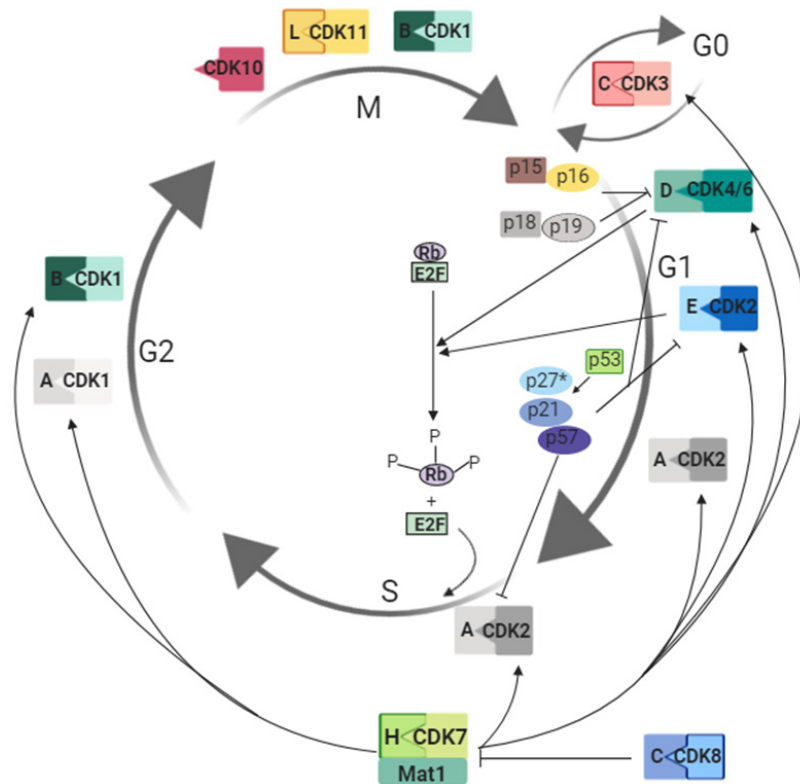 L CDK11
B CDK1
CDK10
M
G0
C CDK3
p15
p16
D CDK4/6
p18
p19
Rb
E2F
G1
B CDK1
E CDK2
G2
p53
p27*
A CDK1
p21
p57
P
P
P
Rb
A CDK2
+
E2F
S
A CDK2
H CDK7
Mat1
C CDK8